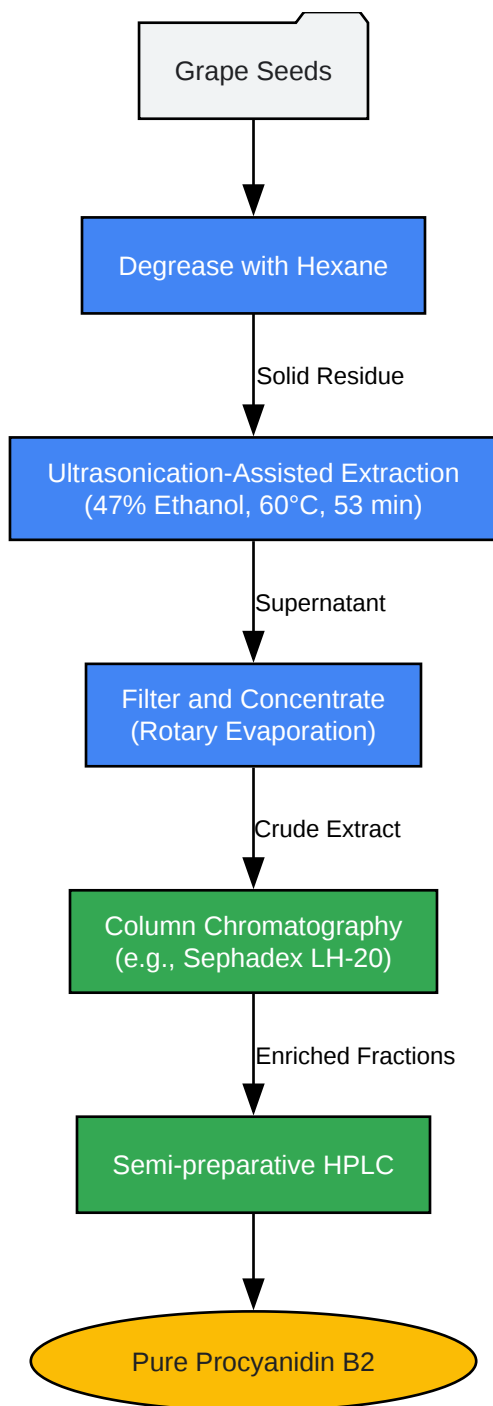 Grape Seeds
Degrease with Hexane
Solid Residue
Ultrasonication-Assisted Extraction
(47% Ethanol, 60°C, 53 min)
Supernatant
Filter and Concentrate
(Rotary Evaporation)
Crude Extract
Column Chromatography
(e.g., Sephadex LH-20)
Enriched Fractions
Semi-preparative HPLC
Pure Procyanidin B2